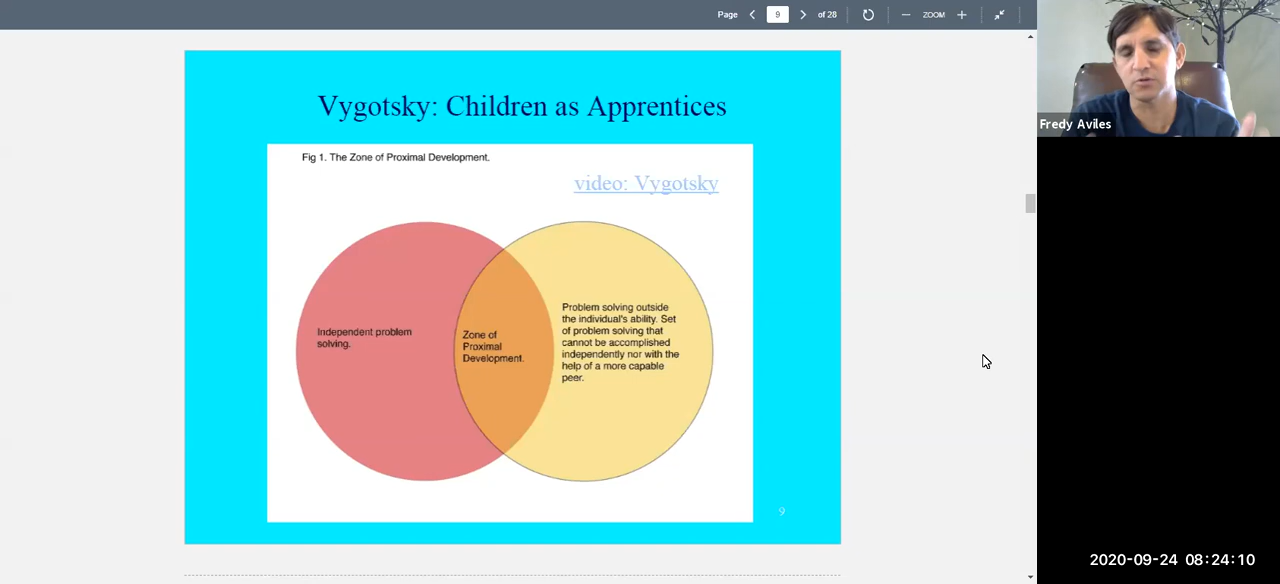 Page 9 of 28 ZOOM
Vygotsky: Children as Apprentices
Fig 1. The Zone of Proximal Development.
video: Vygotsky
Independent problem
solving.
Zone of
Proximal
Development.
Problem solving outside
the individual's ability. Set
of problem solving that
cannot be accomplished
independently nor with the
help of a more capable
peer.
9
Fredy Aviles
2020-09-24 08:24:10